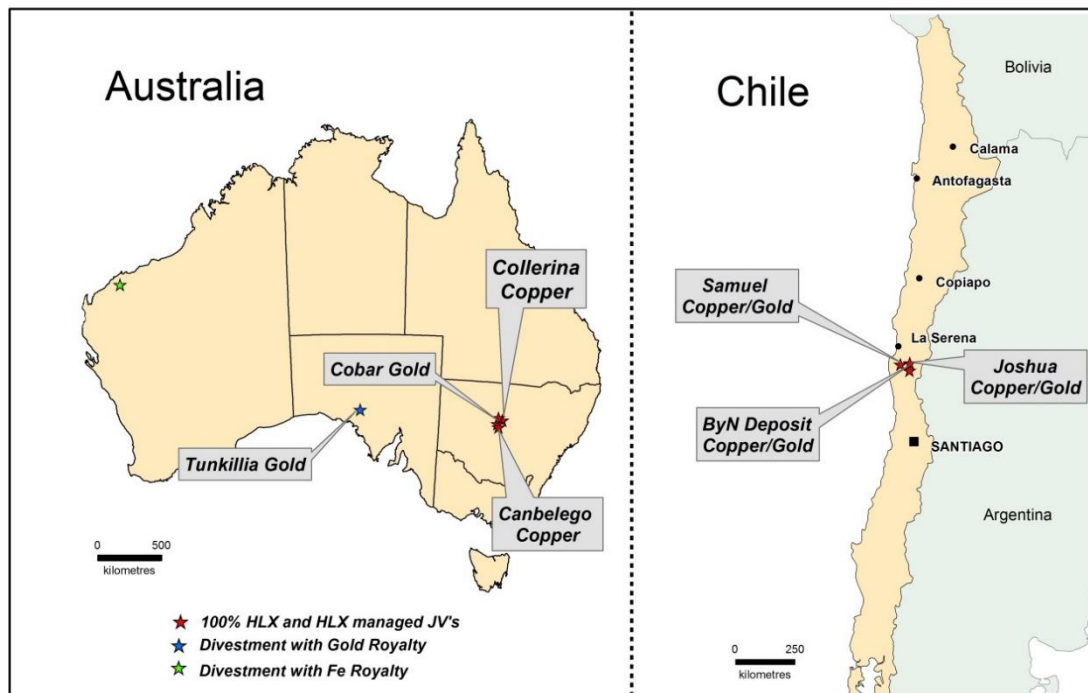 Australia
Collerina
Copper
Cobar Gold
Tunkillia Gold
Canbelego
Copper
0 500
kilometres
100% HLX and HLX managed JV's
Divestment with Gold Royalty
Divestment with Fe Royalty
Chile
Bolivia
Calama
Antofagasta
Samuel
Copper/Gold
Copiapo
La Serena
Joshua
Copper/Gold
ByN Deposit
Copper/Gold
SANTIAGO
Argentina
0 250
kilometres